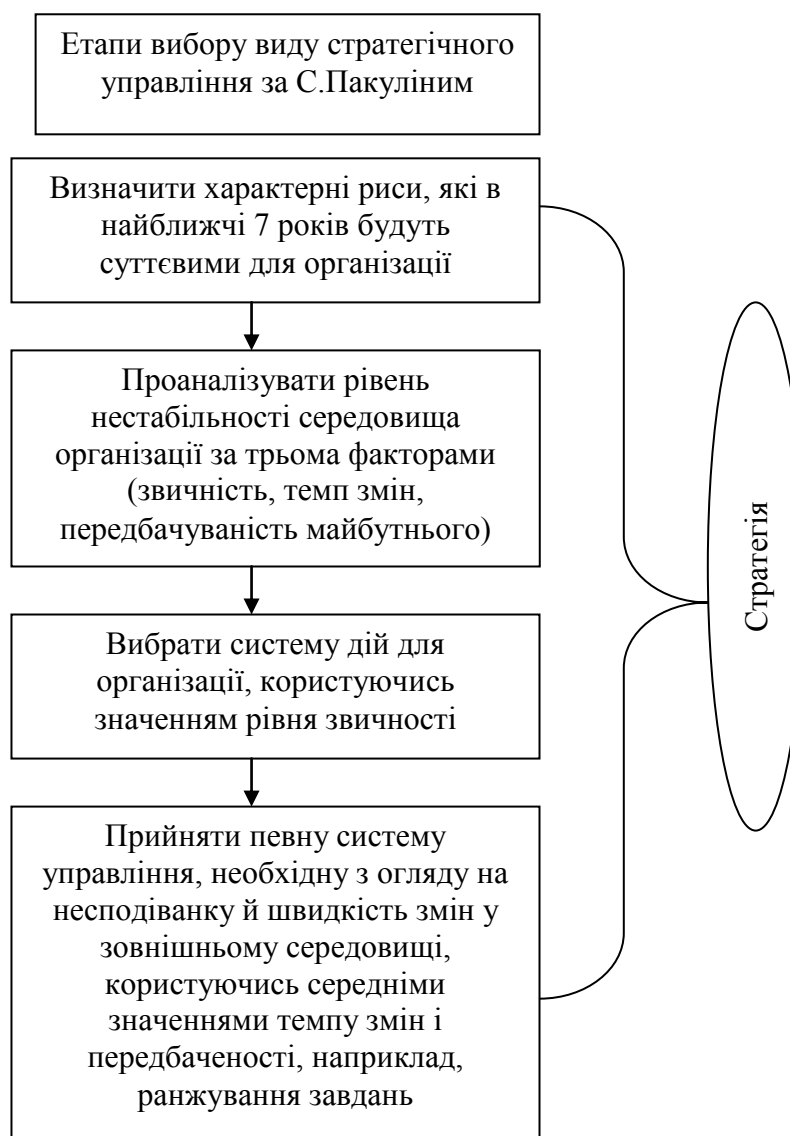 Етапи вибору виду стратегічного
управління за С.Пакуліним
Визначити характерні риси, які в
найближчі 7 років будуть
суттєвими для організації
Проаналізувати рівень
нестабільності середовища
організації за трьома факторами
(звичність, темп змін,
передбачуваність майбутнього)
Вибрати систему дій для
організації, користуючись
значенням рівня звичності
Прийняти певну систему
управління, необхідну з огляду на
несподіванку й швидкість змін у
зовнішньому середовищі,
користуючись середніми
значеннями темпу змін і
передбаченості, наприклад,
ранжування завдань
Стратегія